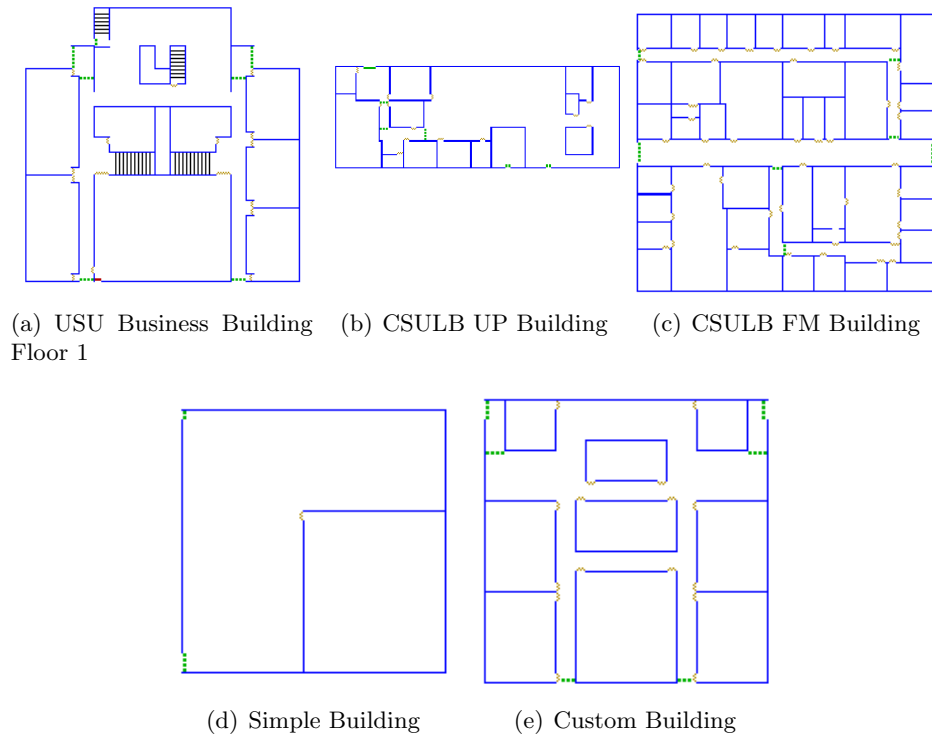 (a) USU Business Building
Floor 1
(b) CSULB UP Building
(c) CSULB FM Building
(d) Simple Building
(e) Custom Building